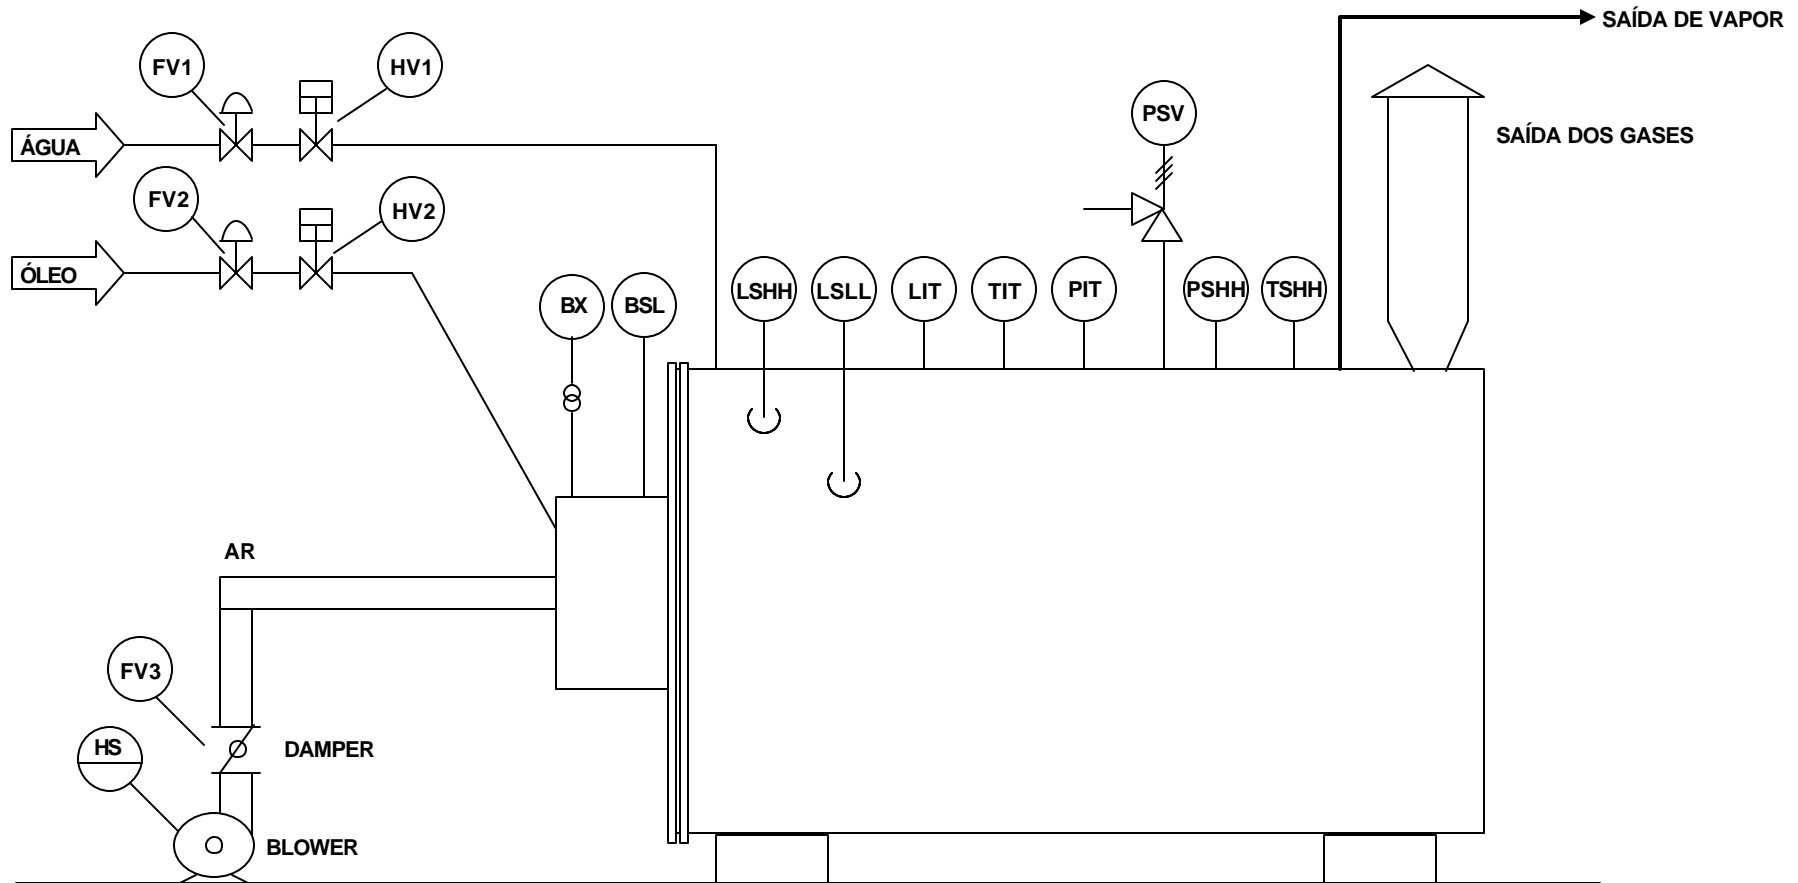 SAÍDA DE VAPOR
FV1
HV1
PSV
SAÍDA DOS GASES
ÁGUA
FV2
HV2
ÓLEO
BX
BSL
LSHH
LSLL
LIT
TIT
PIT
PSHH
TSHH
AR
FV3
HS
DAMPER
BLOWER